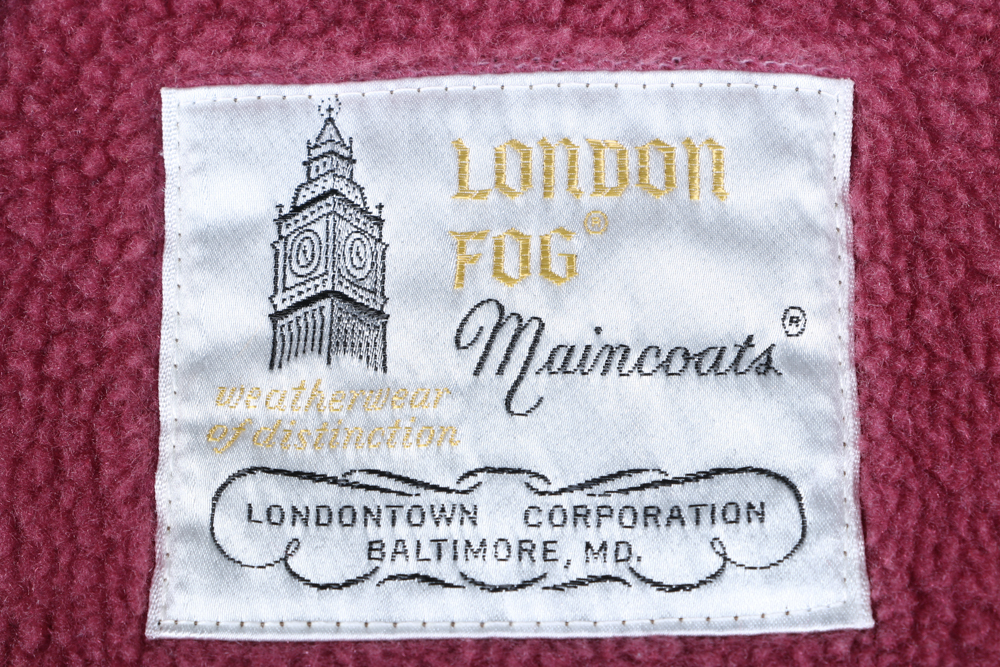 LONDON
FOG®
Maincoats®
weatherwear
of distinction
LONDONTOWN CORPORATION
BALTIMORE, MD.